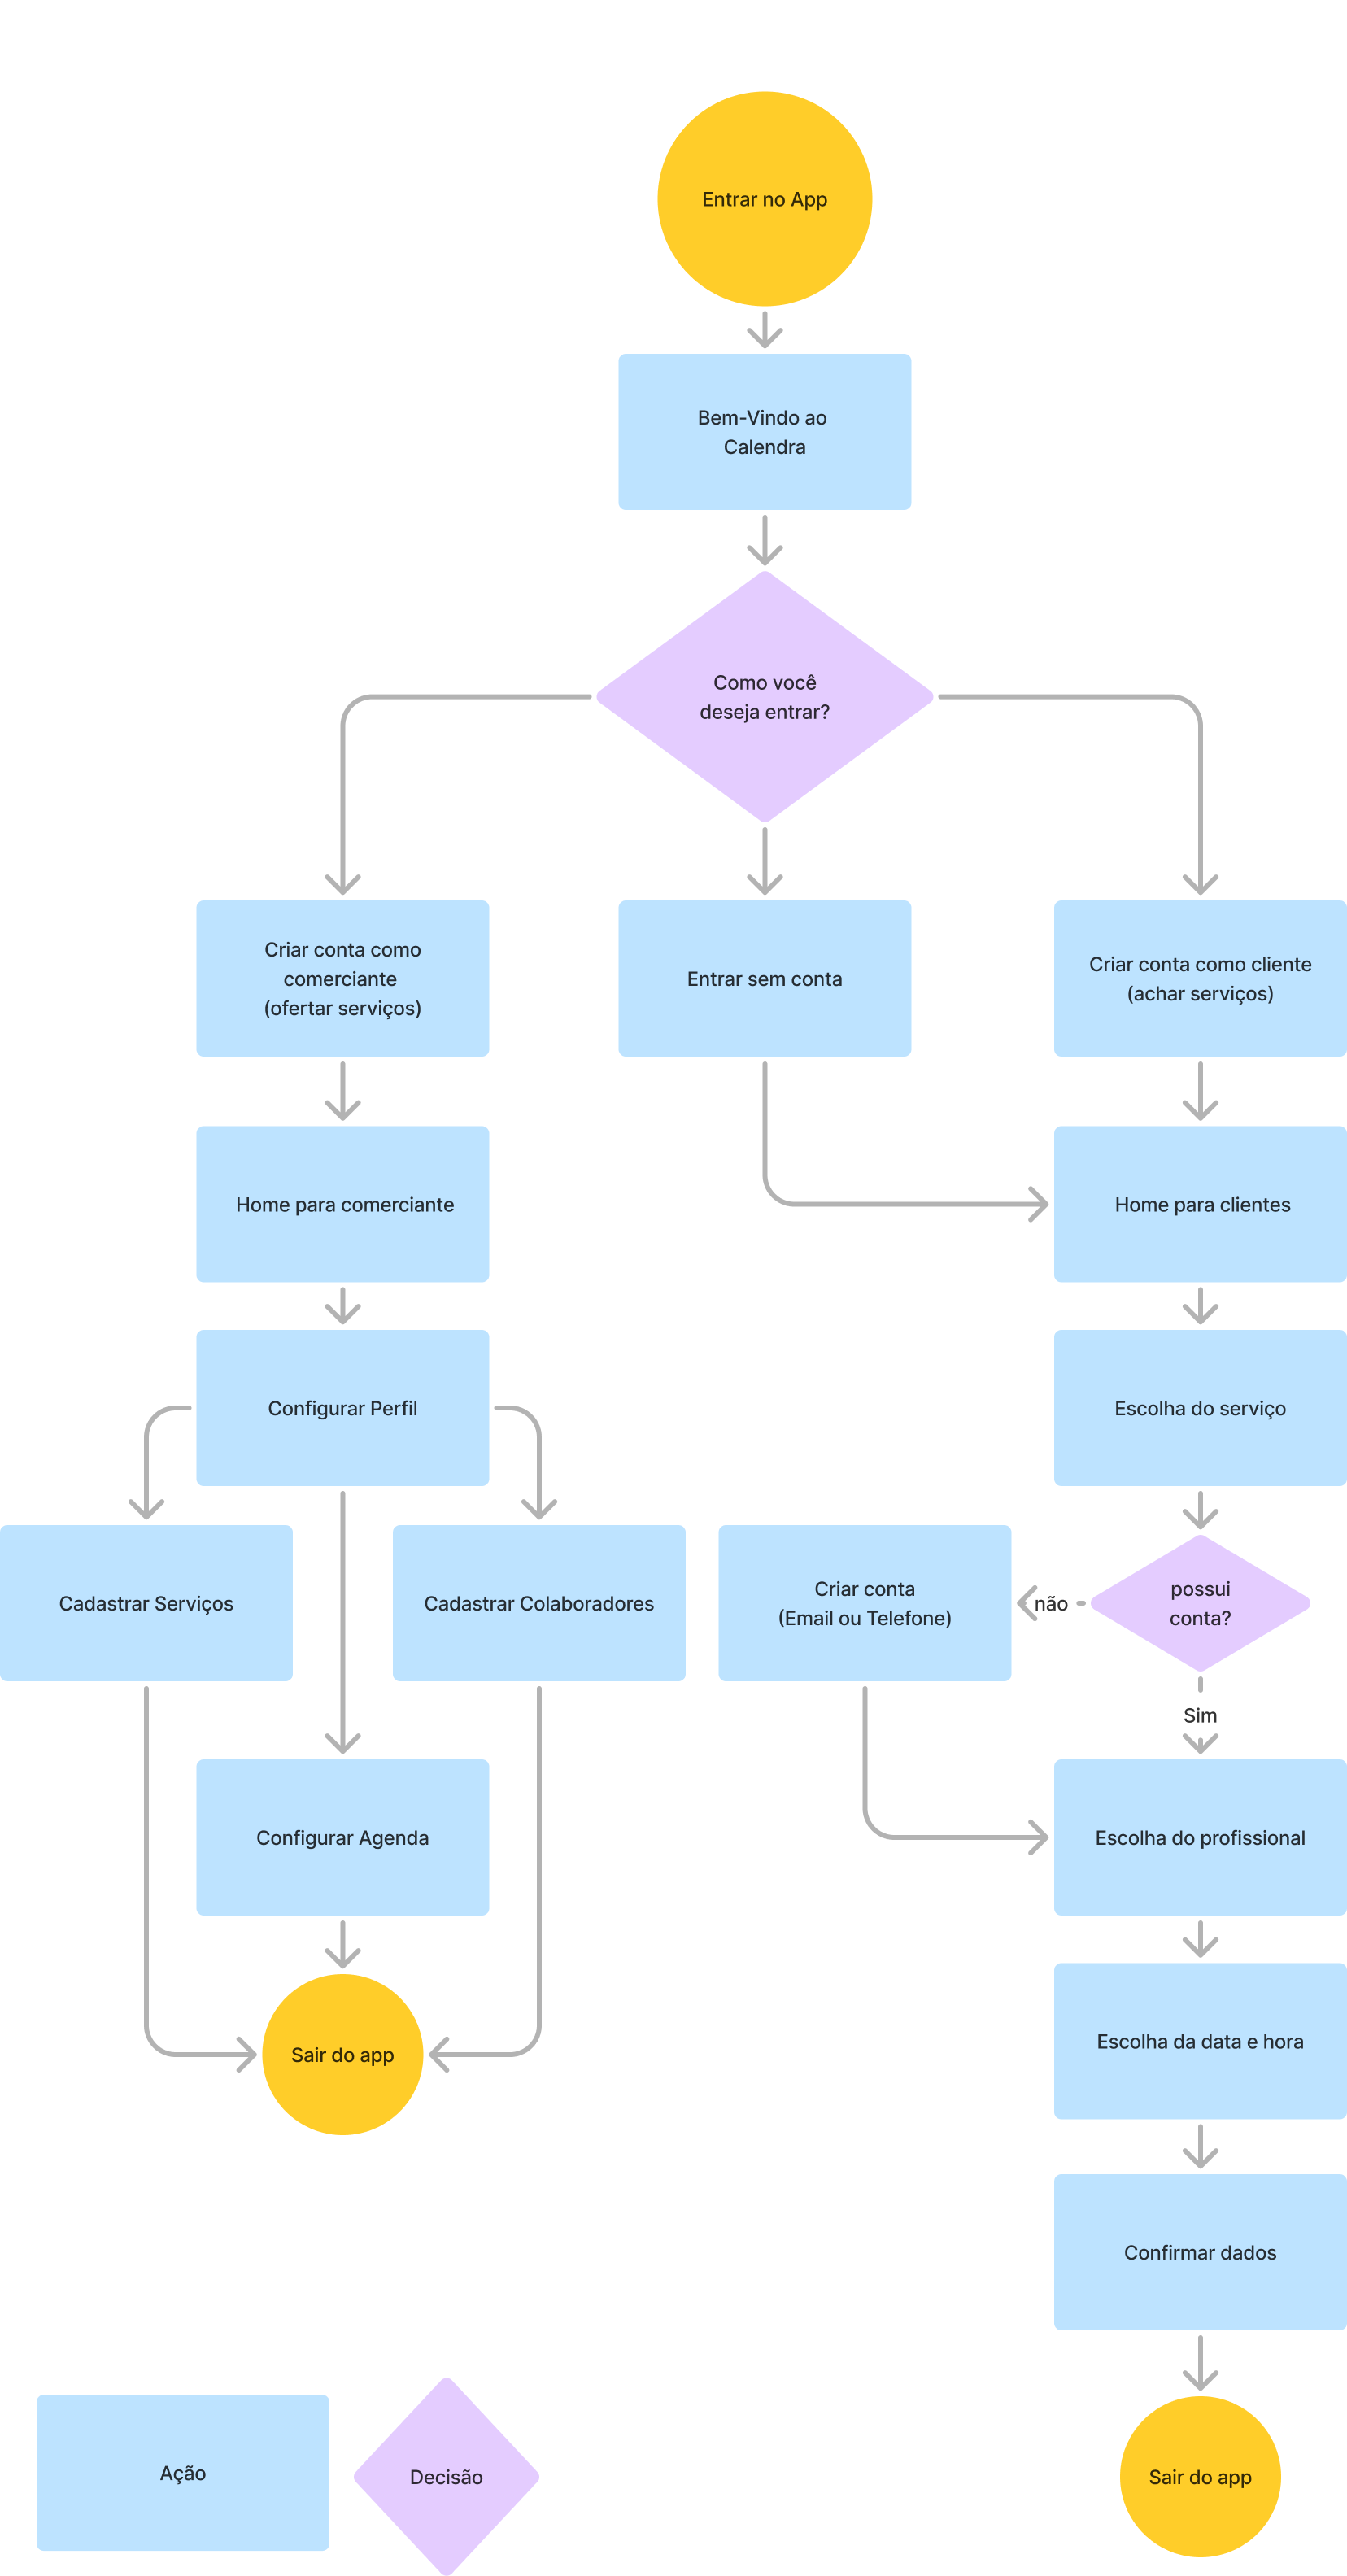 Entrar no App
Bem-Vindo ao
Calendra
Como você
deseja entrar?
Criar conta como
comerciante
(ofertar serviços)
Entrar sem conta
Criar conta como cliente
(achar serviços)
Home para comerciante
Home para clientes
Configurar Perfil
Escolha do serviço
Cadastrar Serviços
Cadastrar Colaboradores
Criar conta
(Email ou Telefone)
não
possui
conta?
Sim
Configurar Agenda
Escolha do profissional
Sair do app
Escolha da data e hora
Confirmar dados
Ação
Decisão
Sair do app